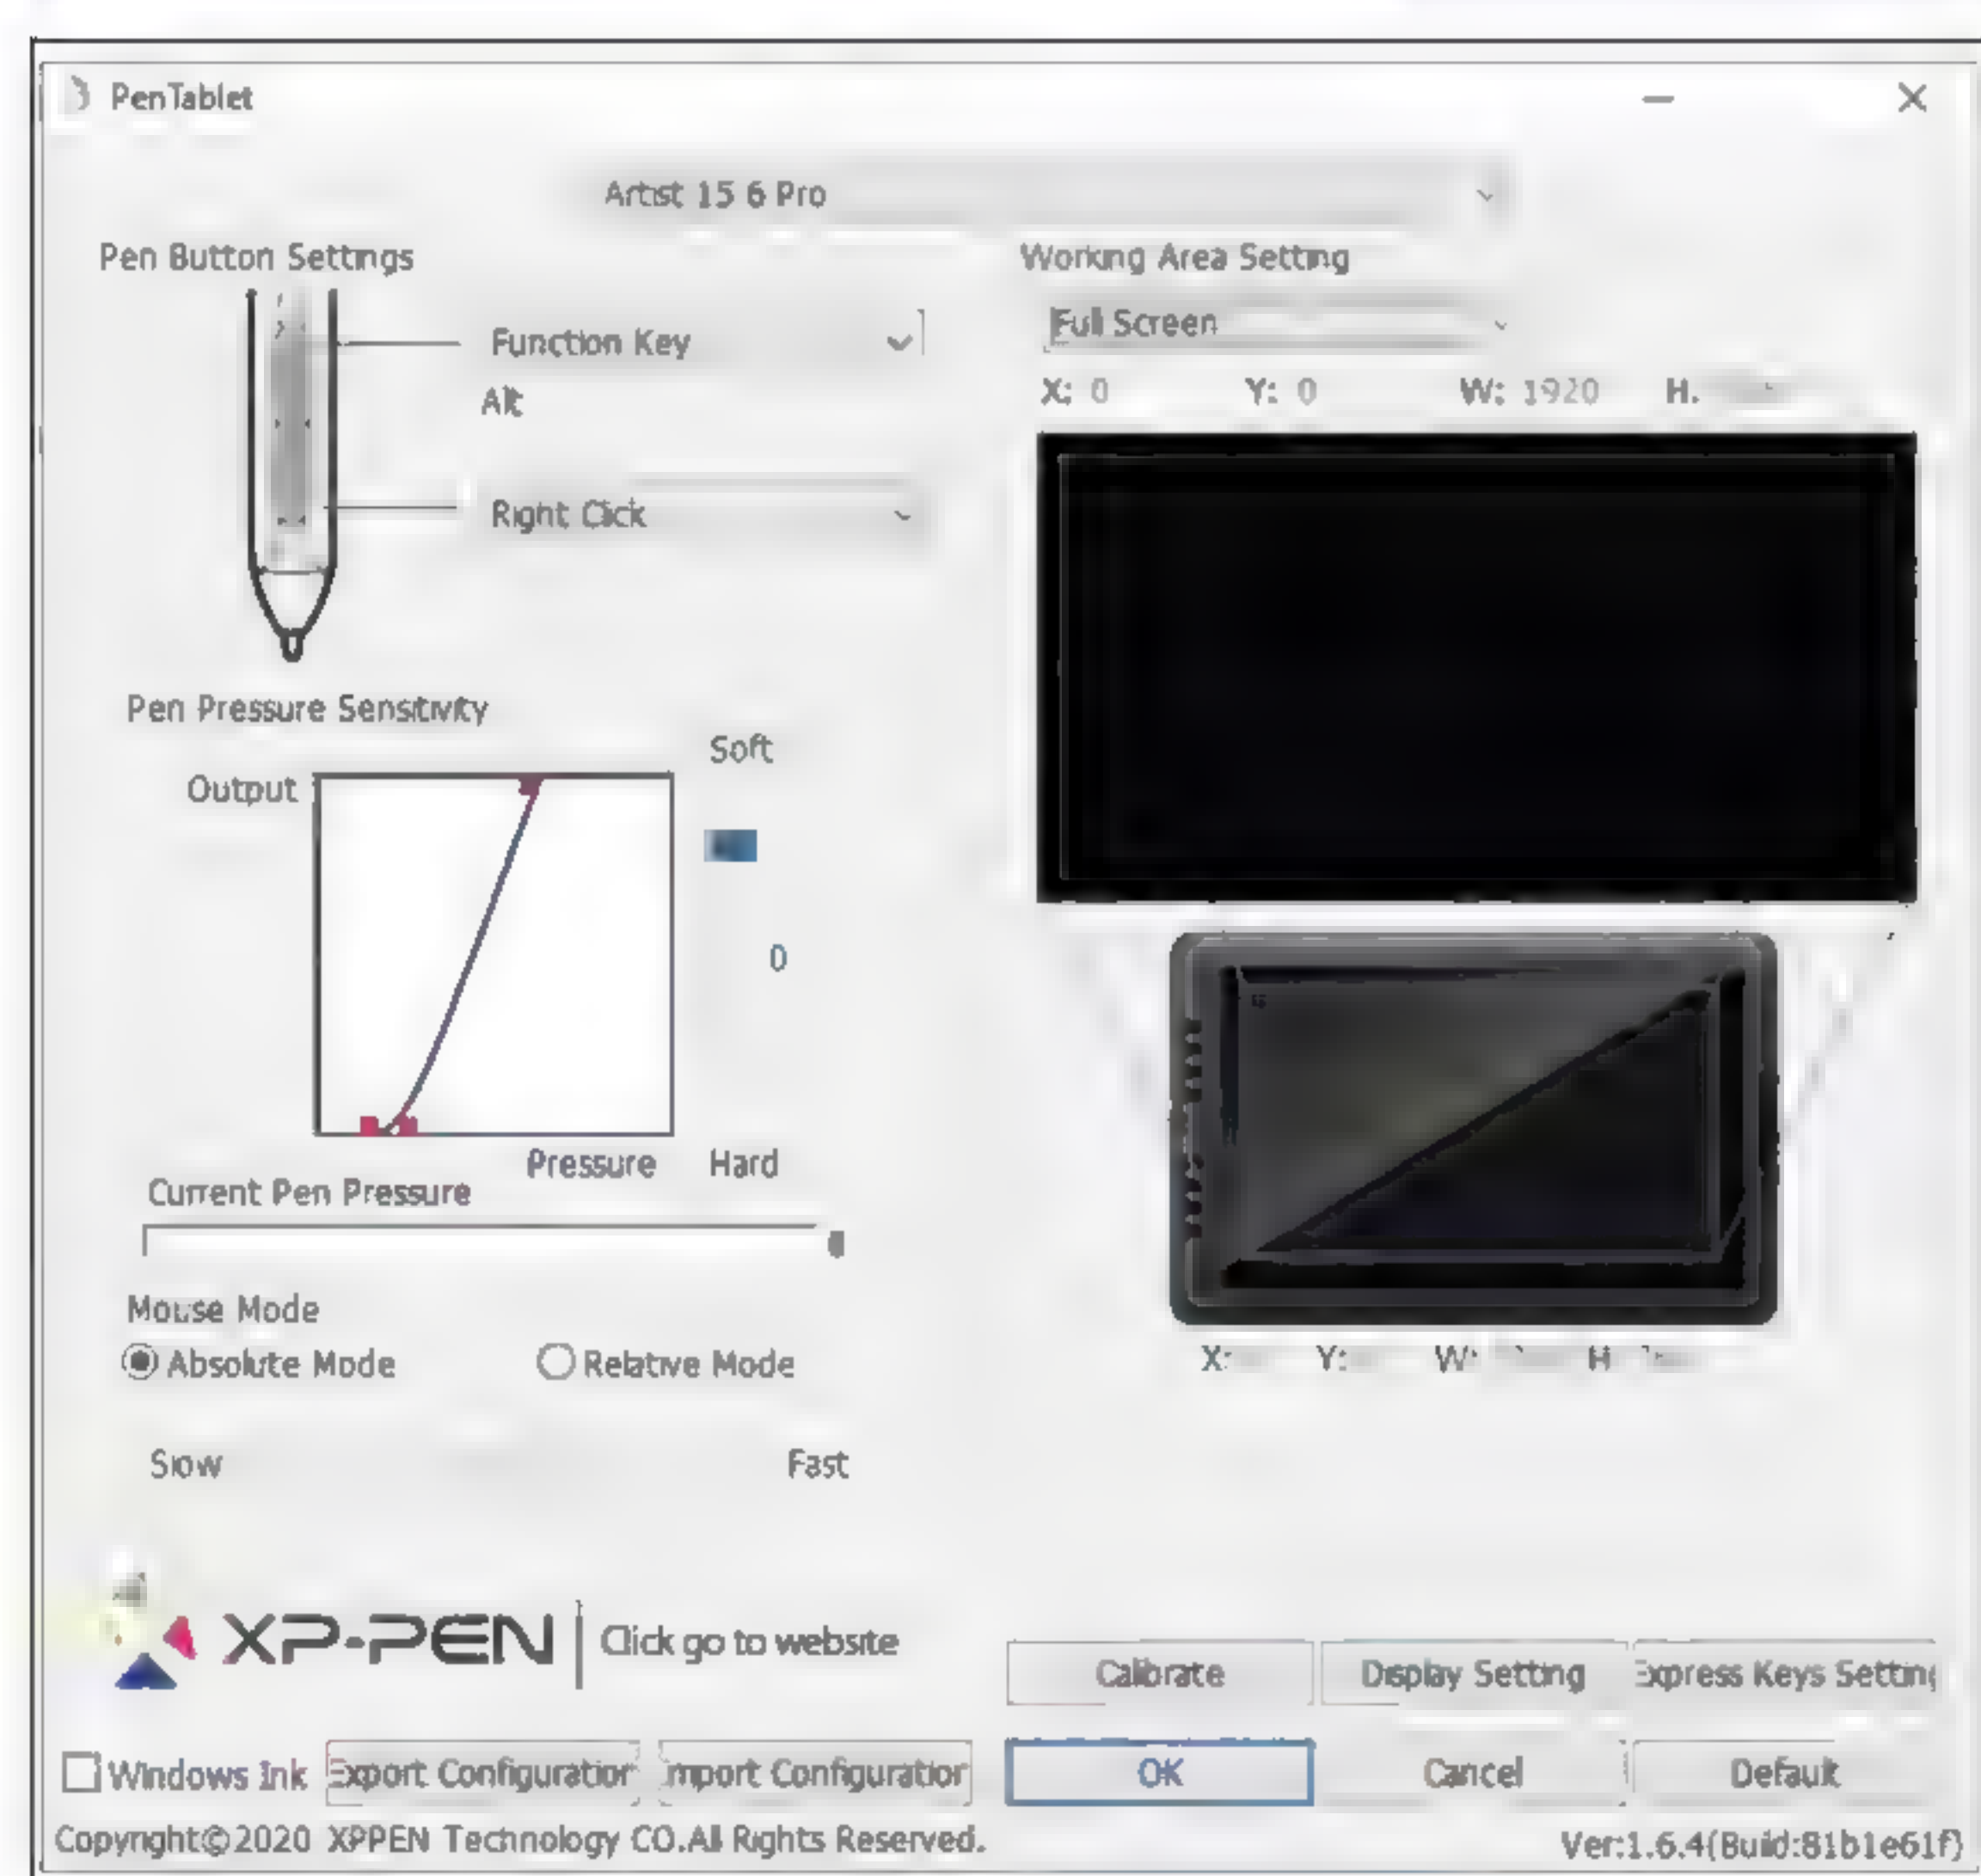 PenTablet
Artist 15 6 Pro
Pen Button Settings
Function Key
Alt
Right Click
Working Area Setting
Full Screen
X: 0 Y: 0 W: 1920 H.
Pen Pressure Sensitivity
Soft
Output
0
Pressure
Hard
Current Pen Pressure
X: Y: W: H
Mouse Mode
Absolute Mode
Relative Mode
Slow
Fast
XP-PEN
Click go to website
Calibrate
Display Setting
Express Keys Setting
Windows Ink
Export Configuration
Import Configuration
OK
Cancel
Default
Copyright©2020 XPPEN Technology CO.All Rights Reserved.
Ver:1.6.4(Build:81b1e61f)